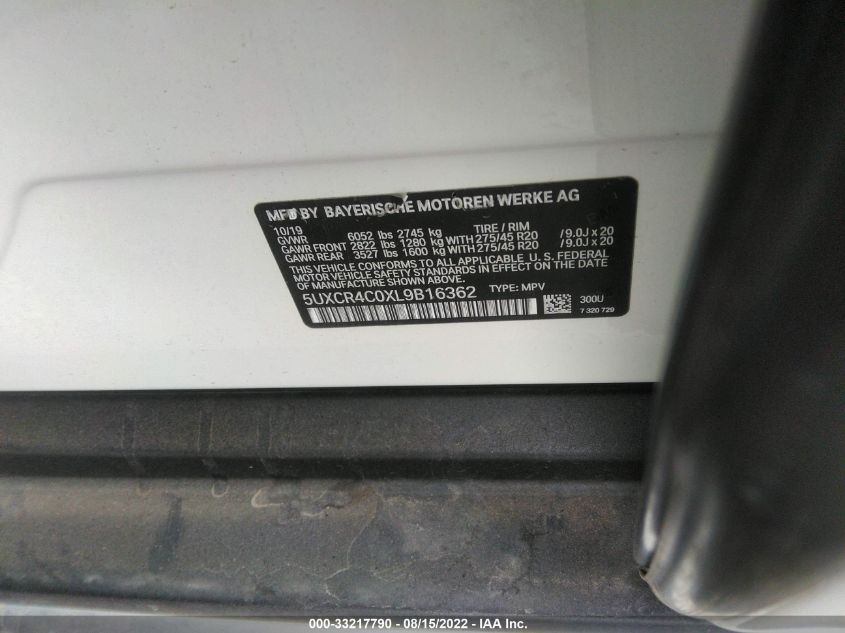 MFD BY BAYERISCHE MOTOREN WERKE AG
10/19 TIRE / RIM
GVWR 6052 lbs 2745 kg
GAWR FRONT 2822 lbs 1280 kg WITH 275/45 R20 / 9.0J x 20
GAWR REAR 3527 lbs 1600 kg WITH 275/45 R20 / 9.0J x 20
THIS VEHICLE CONFORMS TO ALL APPLICABLE U. S. FEDERAL
MOTOR VEHICLE SAFETY STANDARDS IN EFFECT ON THE DATE
OF MANUFACTURE SHOWN ABOVE.
5UXCR4C0XL9B16362 TYPE: MPV
300U
7 320 729
000-33217790 - 08/15/2022 - IAA Inc.